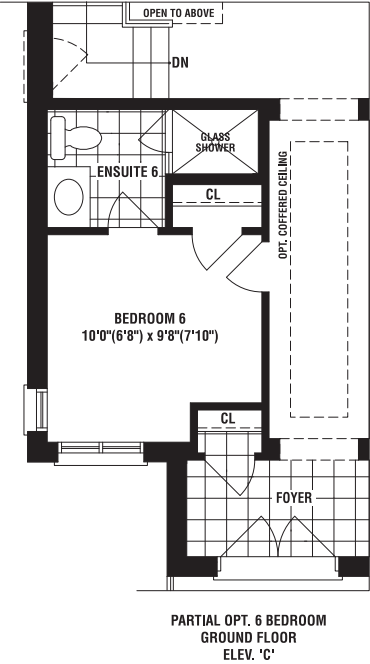 OPEN TO ABOVE
DN
GLASS
SHOWER
ENSUITE 6
CL
OPT. COFFERED CEILING
BEDROOM 6
10'0"(6'8") x 9'8"(7'10")
CL
FOYER
PARTIAL OPT. 6 BEDROOM
GROUND FLOOR
ELEV. 'C'